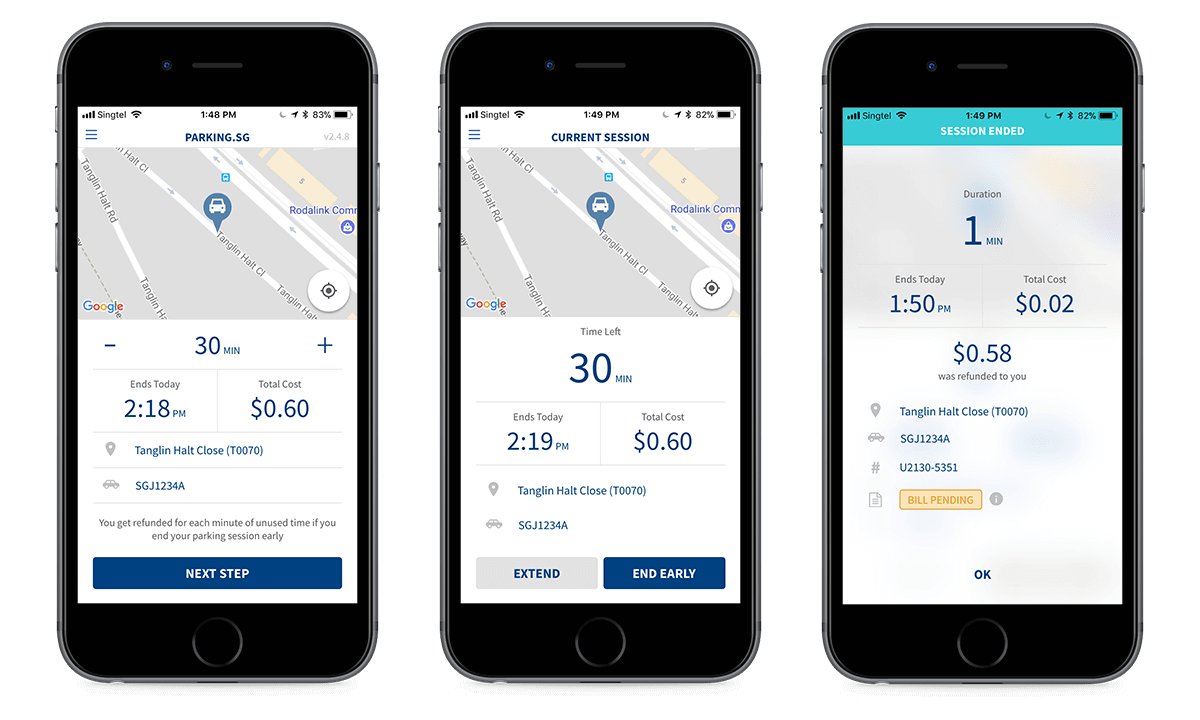 Singtel 1:48 PM 83%
PARKING.SG v2.4.8
Tanglin Halt Cl
Tanglin Halt Rd
5
Rodalink Comm
Tanglin Halt Cl
Tanglin Halt
Tanglin Halt
Google
− 30 MIN +
Ends Today Total Cost
2:18 PM $0.60
Tanglin Halt Close (T0070)
SGJ1234A
You get refunded for each minute of unused time if you
end your parking session early
NEXT STEP
Singtel 1:49 PM 82%
CURRENT SESSION
Halt Cl
Tanglin Halt Rd
5
Rodalink Com
Tanglin Halt Cl
Tanglin Halt
Tanglin Halt
Google
Time Left
30 MIN
Ends Today Total Cost
2:19 PM $0.60
Tanglin Halt Close (T0070)
SGJ1234A
EXTEND END EARLY
Singtel 1:49 PM 82%
SESSION ENDED
Duration
1 MIN
Ends Today Total Cost
1:50 PM $0.02
$0.58
was refunded to you
Tanglin Halt Close (T0070)
SGJ1234A
# U2130-5351
BILL PENDING
OK